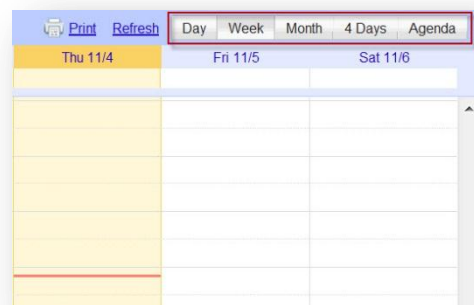 Print Refresh Day Week Month 4 Days Agenda
Thu 11/4 Fri 11/5 Sat 11/6